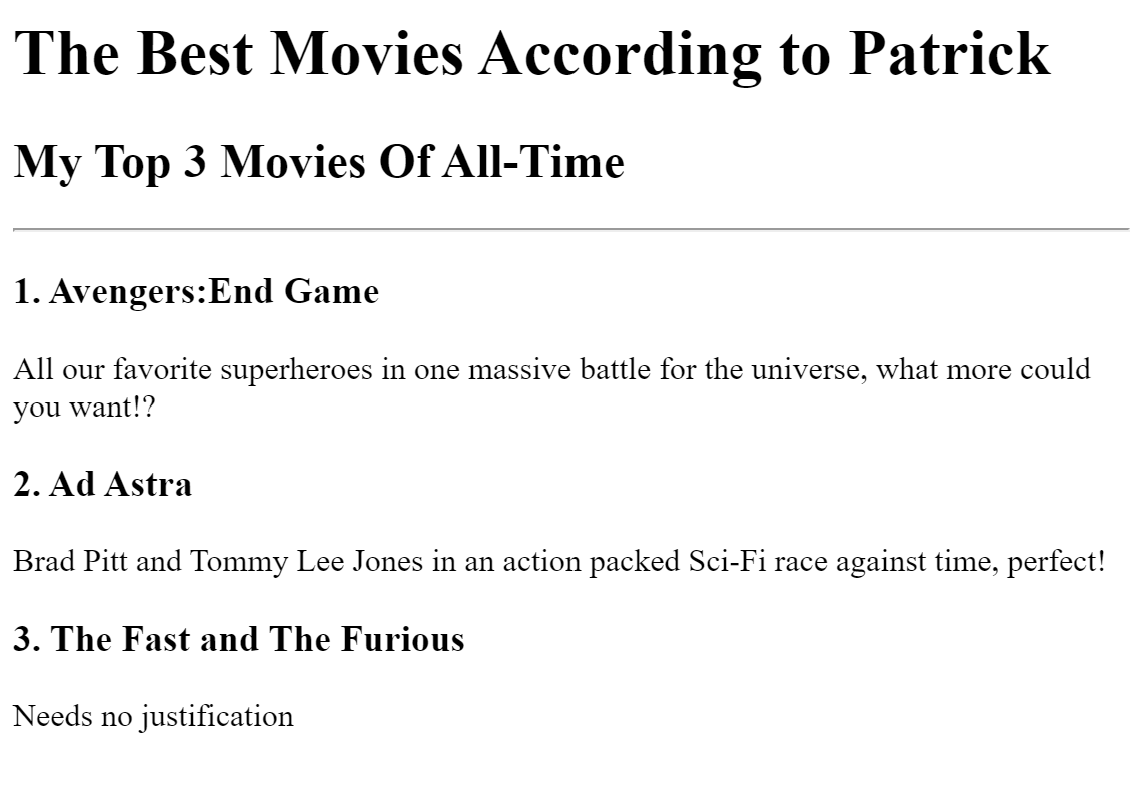 The Best Movies According to Patrick
My Top 3 Movies Of All-Time
1. Avengers:End Game
All our favorite superheroes in one massive battle for the universe, what more could
you want!?
2. Ad Astra
Brad Pitt and Tommy Lee Jones in an action packed Sci-Fi race against time, perfect!
3. The Fast and The Furious
Needs no justification